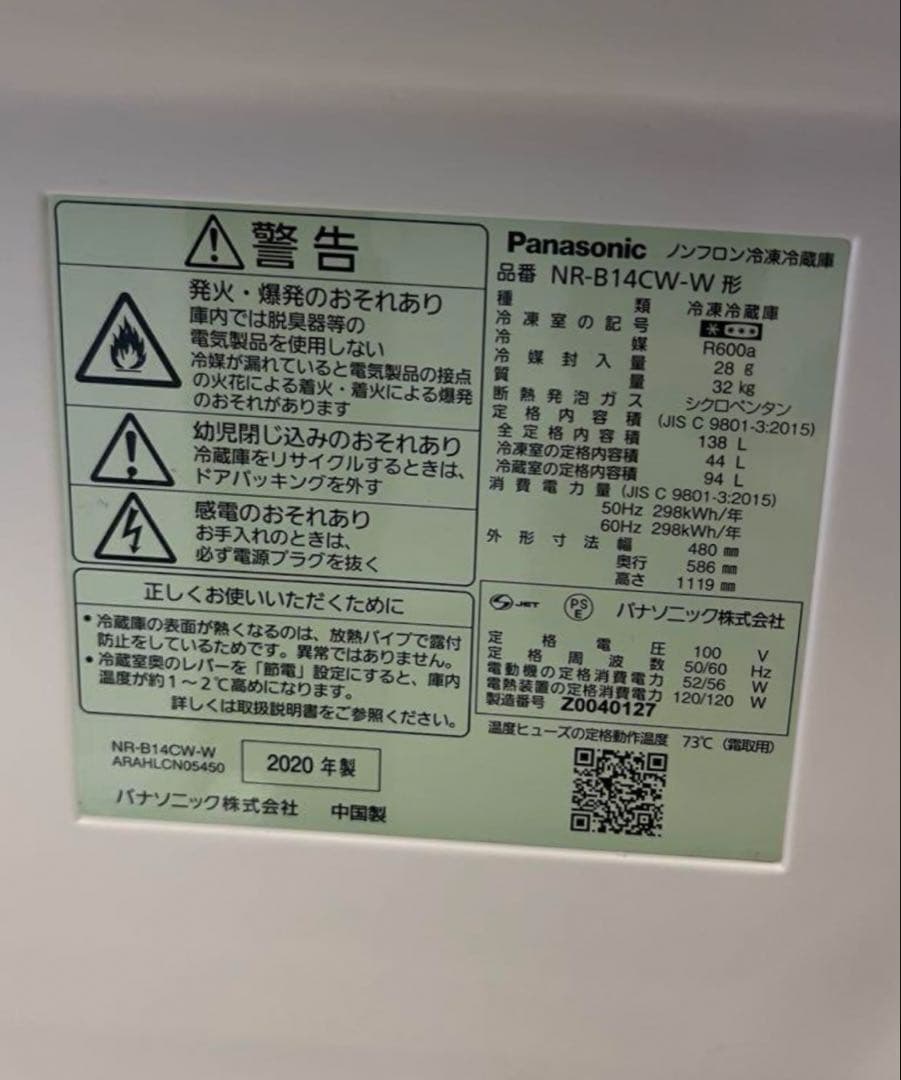 警告
発火・爆発のおそれあり
庫内では脱臭器等の
電気製品を使用しない
冷媒が漏れていると電気製品の接点
の火花による着火・着火による爆発
のおそれがあります
幼児閉じ込みのおそれあり
冷蔵庫をリサイクルするときは、
ドアパッキングを外す
感電のおそれあり
お手入れのときは、
必ず電源プラグを抜く
正しくお使いいただくために
•冷蔵庫の表面が熱くなるのは、放熱パイプで露付
防止をしているためです。異常ではありません。
•冷蔵室奥のレバーを「節電」設定にすると、庫内
温度が約1～2℃高めになります。
詳しくは取扱説明書をご参照ください。
NR-B14CW-W
ARAHLCN05450
2020年製
パナソニック株式会社 中国製
Panasonic ノンフロン冷凍冷蔵庫
品番 NR-B14CW-W 形
種類 冷凍冷蔵庫
冷凍室の記号
冷媒 R600a
冷媒封入量 28 g
質量 32 kg
断熱発泡ガス シクロペンタン
定格内容積 (JIS C 9801-3:2015)
全定格内容積 138 L
冷凍室の定格内容積 44 L
冷蔵室の定格内容積 94 L
消費電力量 (JIS C 9801-3:2015)
50Hz 298kWh/年
60Hz 298kWh/年
外形寸法 幅 480 mm
奥行 586 mm
高さ 1119 mm
JET PSE パナソニック株式会社
定格電圧 100 V
定格周波数 50/60 Hz
電動機の定格消費電力 52/56 W
電熱装置の定格消費電力 120/120 W
製造番号 Z0040127
温度ヒューズの定格動作温度 73℃(霜取用)